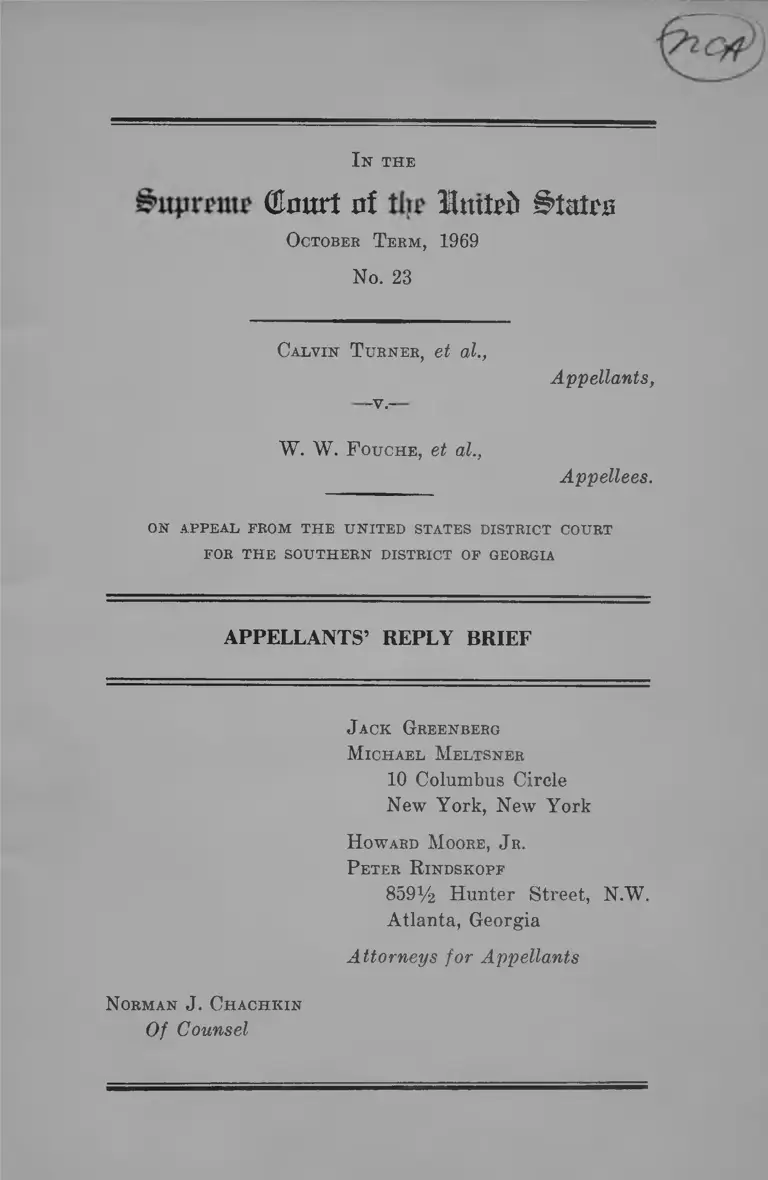 nCA
In the
Supreme Court of the United States
October Term, 1969
No. 23
Calvin Turner, et al.,
Appellants,
—v.—
W. W. Fouche, et al.,
Appellees.
ON APPEAL FROM THE UNITED STATES DISTRICT COURT
FOR THE SOUTHERN DISTRICT OF GEORGIA
APPELLANTS' REPLY BRIEF
Jack Greenberg
Michael Meltsner
10 Columbus Circle
New York, New York
Howard Moore, Jr.
Peter Rindskopf
859½ Hunter Street, N.W.
Atlanta, Georgia
Attorneys for Appellants
Norman J. Chachkin
Of Counsel